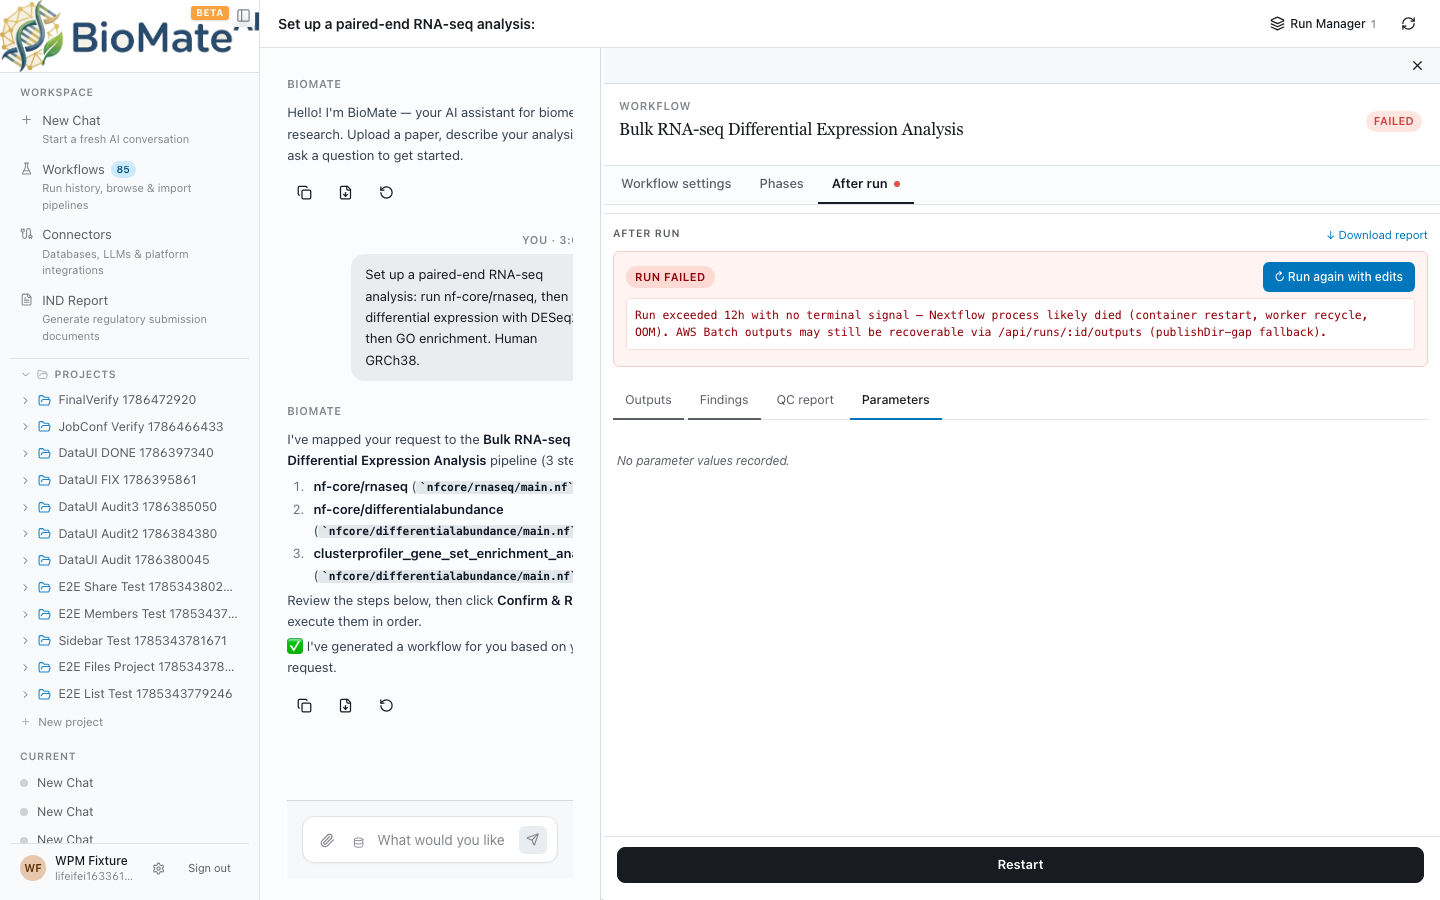 BETA
BioMate
WORKSPACE
New Chat
Start a fresh AI conversation
Workflows 85
Run history, browse & import
pipelines
Connectors
Databases, LLMs & platform
integrations
IND Report
Generate regulatory submission
documents
PROJECTS
FinalVerify 1786472920
JobConf Verify 1786466433
DataUI DONE 1786397340
DataUI FIX 1786395861
DataUI Audit3 1786385050
DataUI Audit2 1786384380
DataUI Audit 1786380045
E2E Share Test 1785343802...
E2E Members Test 17853437...
Sidebar Test 1785343781671
E2E Files Project 178534378...
E2E List Test 1785343779246
+ New project
CURRENT
New Chat
New Chat
New Chat
WF
WPM Fixture
lifeifei163361...
Sign out
Set up a paired-end RNA-seq analysis:
Run Manager 1
BIOMATE
Hello! I'm BioMate — your AI assistant for biome
research. Upload a paper, describe your analysi
ask a question to get started.
YOU · 3:
Set up a paired-end RNA-seq
analysis: run nf-core/rnaseq, then
differential expression with DESeq
then GO enrichment. Human
GRCh38.
BIOMATE
I've mapped your request to the Bulk RNA-seq
Differential Expression Analysis pipeline (3 ste
1. nf-core/rnaseq (`nfcore/rnaseq/main.nf`
2. nf-core/differentialabundance
(`nfcore/differentialabundance/main.nf`
3. clusterprofiler_gene_set_enrichment_ana
(`nfcore/differentialabundance/main.nf`
Review the steps below, then click Confirm & R
execute them in order.
✅ I've generated a workflow for you based on y
request.
What would you like
WORKFLOW
Bulk RNA-seq Differential Expression Analysis
FAILED
Workflow settings
Phases
After run
AFTER RUN
↓ Download report
RUN FAILED
↻ Run again with edits
Run exceeded 12h with no terminal signal — Nextflow process likely died (container restart, worker recycle,
OOM). AWS Batch outputs may still be recoverable via /api/runs/:id/outputs (publishDir-gap fallback).
Outputs
Findings
QC report
Parameters
No parameter values recorded.
Restart